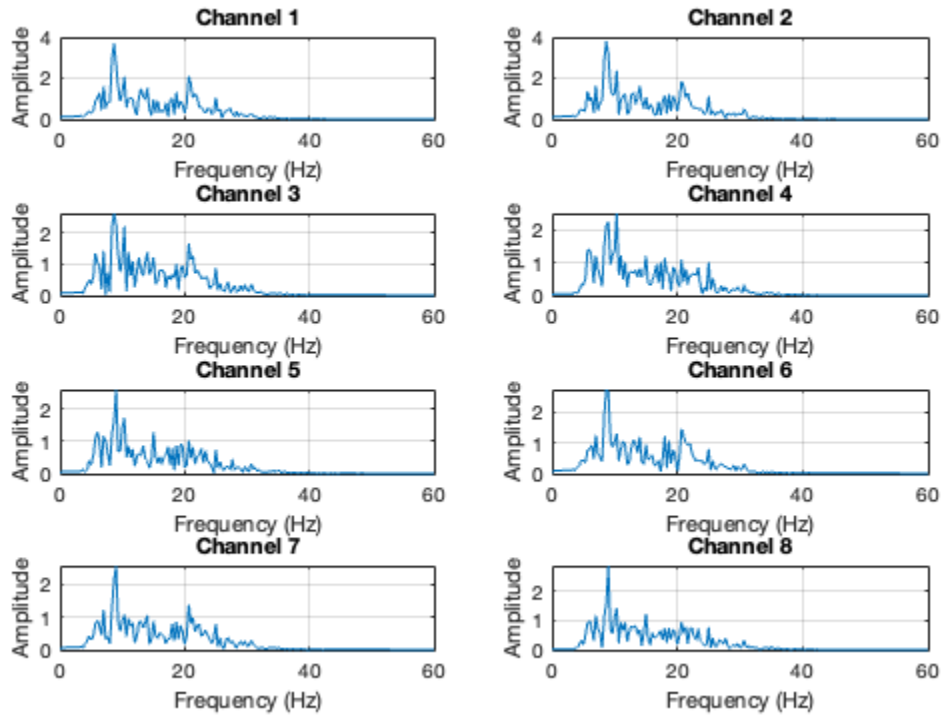 Channel 1
Amplitude
4
2
0
0 20 40 60
Frequency (Hz)
Channel 2
Amplitude
4
2
0
0 20 40 60
Frequency (Hz)
Channel 3
Amplitude
2
1
0
0 20 40 60
Frequency (Hz)
Channel 4
Amplitude
2
1
0
0 20 40 60
Frequency (Hz)
Channel 5
Amplitude
2
1
0
0 20 40 60
Frequency (Hz)
Channel 6
Amplitude
2
1
0
0 20 40 60
Frequency (Hz)
Channel 7
Amplitude
2
1
0
0 20 40 60
Frequency (Hz)
Channel 8
Amplitude
2
1
0
0 20 40 60
Frequency (Hz)